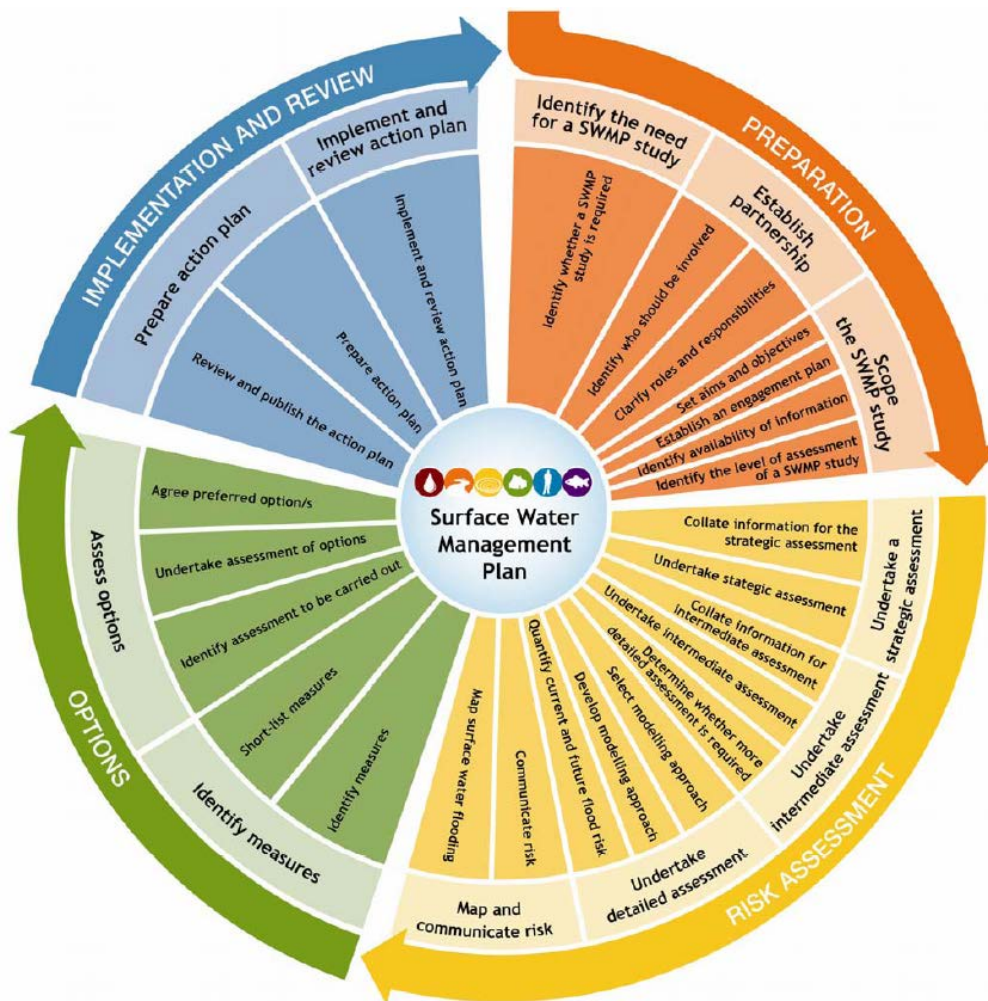 PREPARATION
Identify the need
for a SWMP study
Identify whether a SWMP
study is required
Establish
partnership
Identify who should be involved
Clarify roles and responsibilities
Scope
the SWMP study
Set aims and objectives
Establish an engagement plan
Identify availability of information
Identify the level of assessment
of a SWMP study
RISK ASSESSMENT
Undertake a
strategic assessment
Collate information for the
strategic assessment
Undertake stategic assessment
Undertake
intermediate assessment
Collate information for
intermediate assessment
Undertake intermediate assessment
Determine whether more
detailed assessment is required
Undertake
detailed assessment
Select modelling approach
Develop modelling approach
Quantify current and future flood risk
Map and
communicate risk
Communicate risk
Map surface water
flooding
OPTIONS
Identify measures
Identify measures
Short-list measures
Assess options
Identify assessment to be carried out
Undertake assessment of options
Agree preferred option/s
IMPLEMENTATION AND REVIEW
Prepare action plan
Review and publish the action plan
Prepare action plan
Implement and
review action plan
Implement and review action plan
Surface Water
Management
Plan